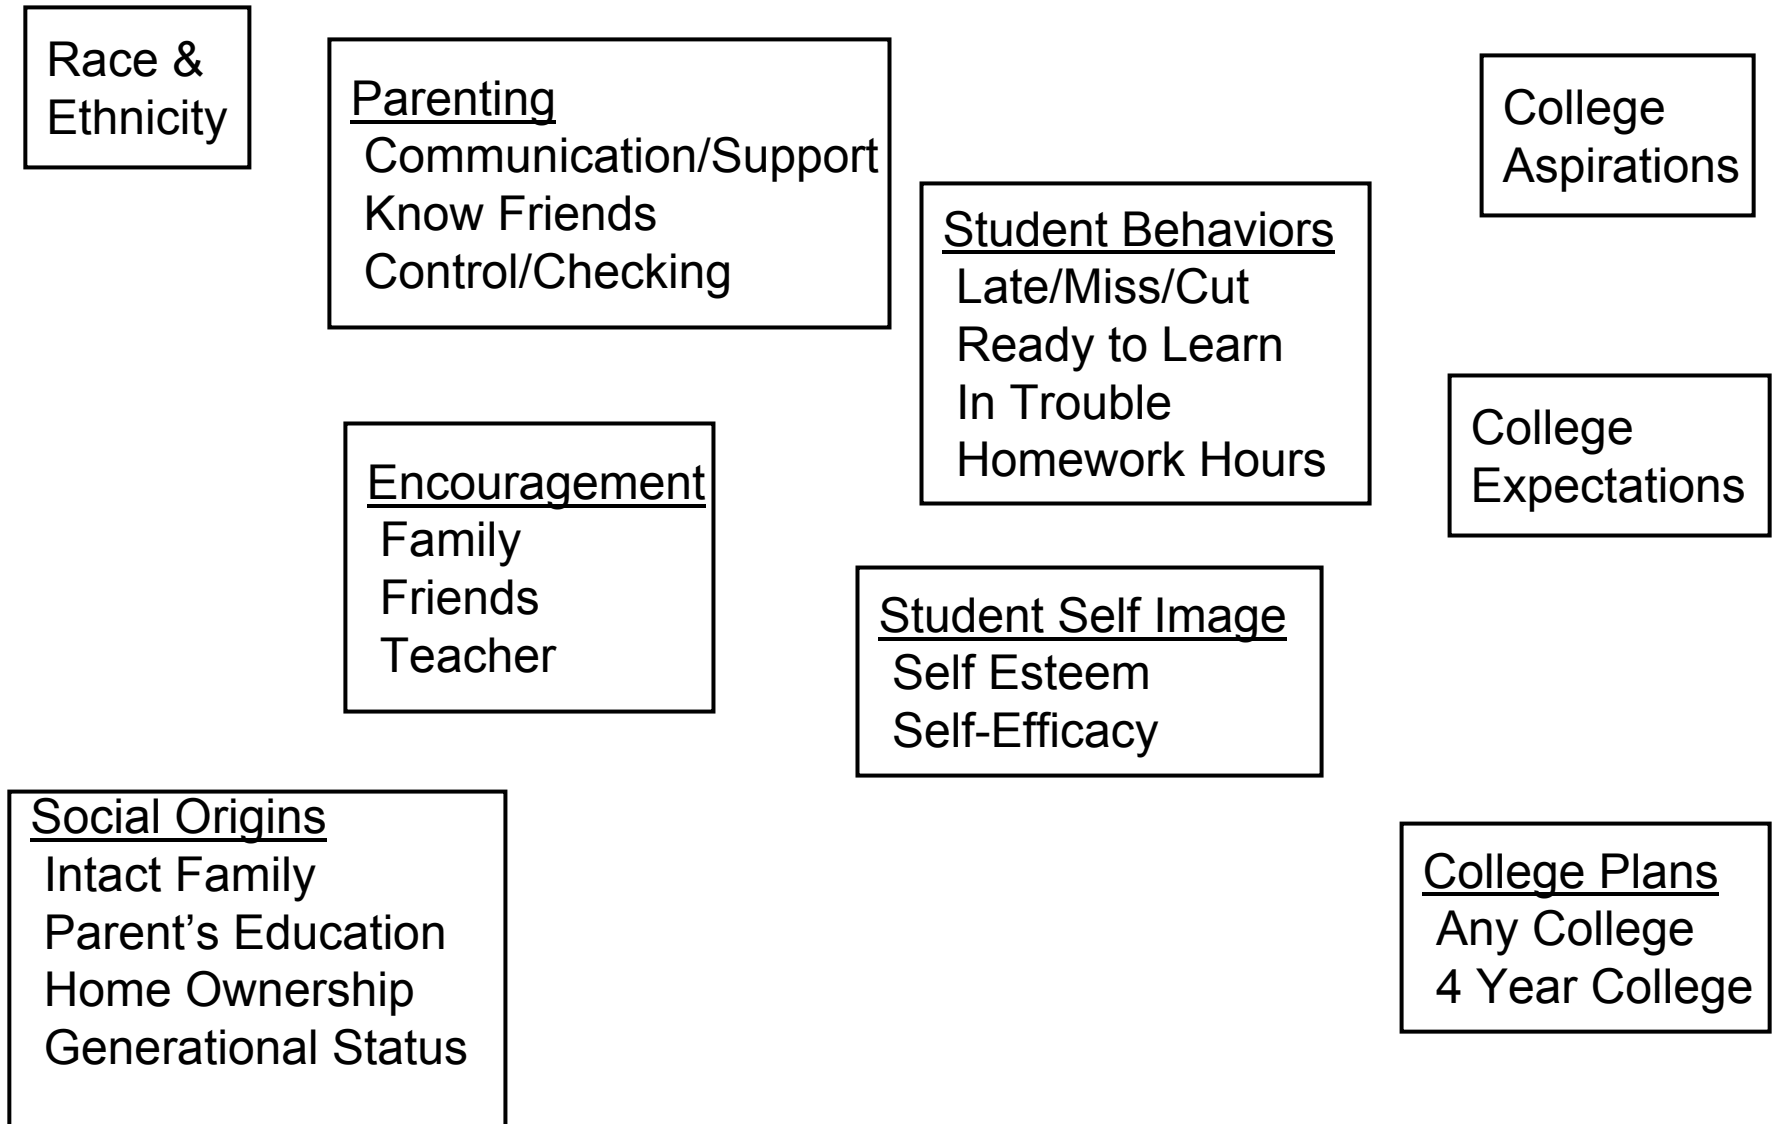 Race &
Ethnicity
Parenting
Communication/Support
Know Friends
Control/Checking
Encouragement
Family
Friends
Teacher
Social Origins
Intact Family
Parent’s Education
Home Ownership
Generational Status
Student Behaviors
Late/Miss/Cut
Ready to Learn
In Trouble
Homework Hours
Student Self Image
Self Esteem
Self-Efficacy
College
Aspirations
College
Expectations
College Plans
Any College
4 Year College